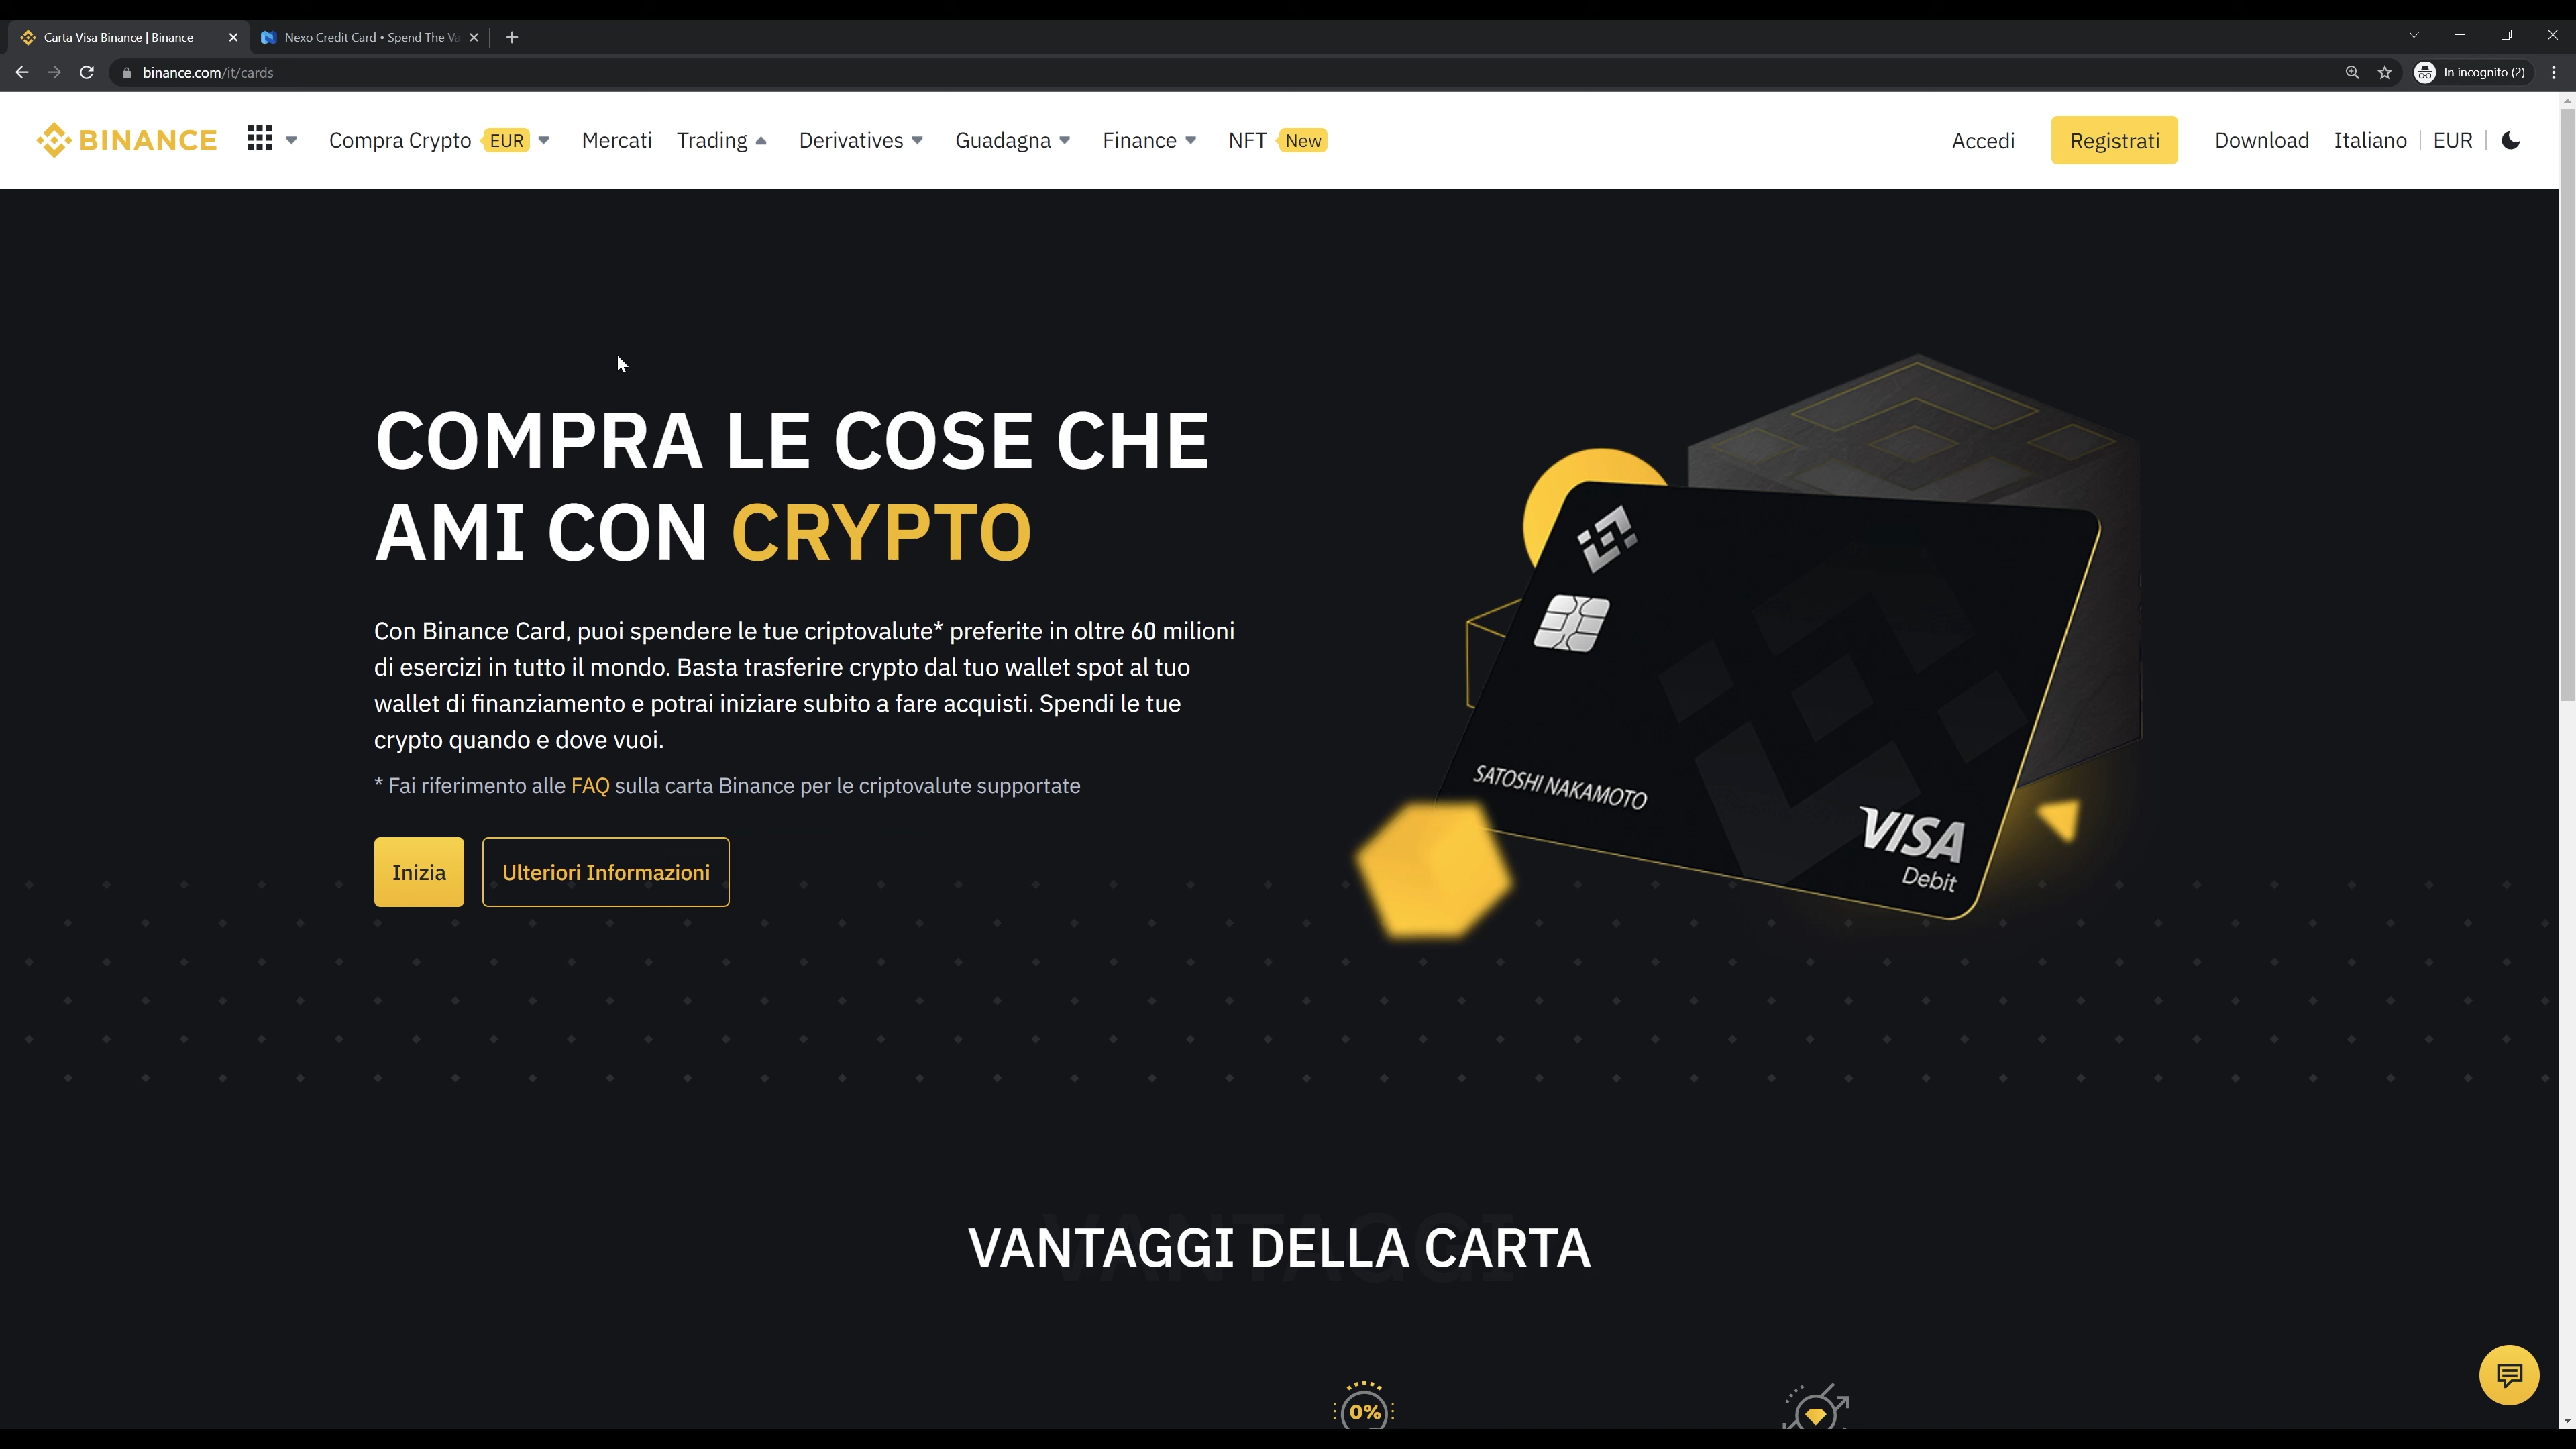 Carta Visa Binance | Binance
Nexo Credit Card • Spend The Va
binance.com/it/cards
In incognito (2)
BINANCE
Compra Crypto EUR
Mercati
Trading
Derivatives
Guadagna
Finance
NFT New
Accedi
Registrati
Download
Italiano
EUR
COMPRA LE COSE CHE
AMI CON CRYPTO
Con Binance Card, puoi spendere le tue criptovalute* preferite in oltre 60 milioni
di esercizi in tutto il mondo. Basta trasferire crypto dal tuo wallet spot al tuo
wallet di finanziamento e potrai iniziare subito a fare acquisti. Spendi le tue
crypto quando e dove vuoi.
* Fai riferimento alle FAQ sulla carta Binance per le criptovalute supportate
Inizia
Ulteriori Informazioni
SATOSHI NAKAMOTO
VISA
Debit
VANTAGGI
VANTAGGI DELLA CARTA
0%